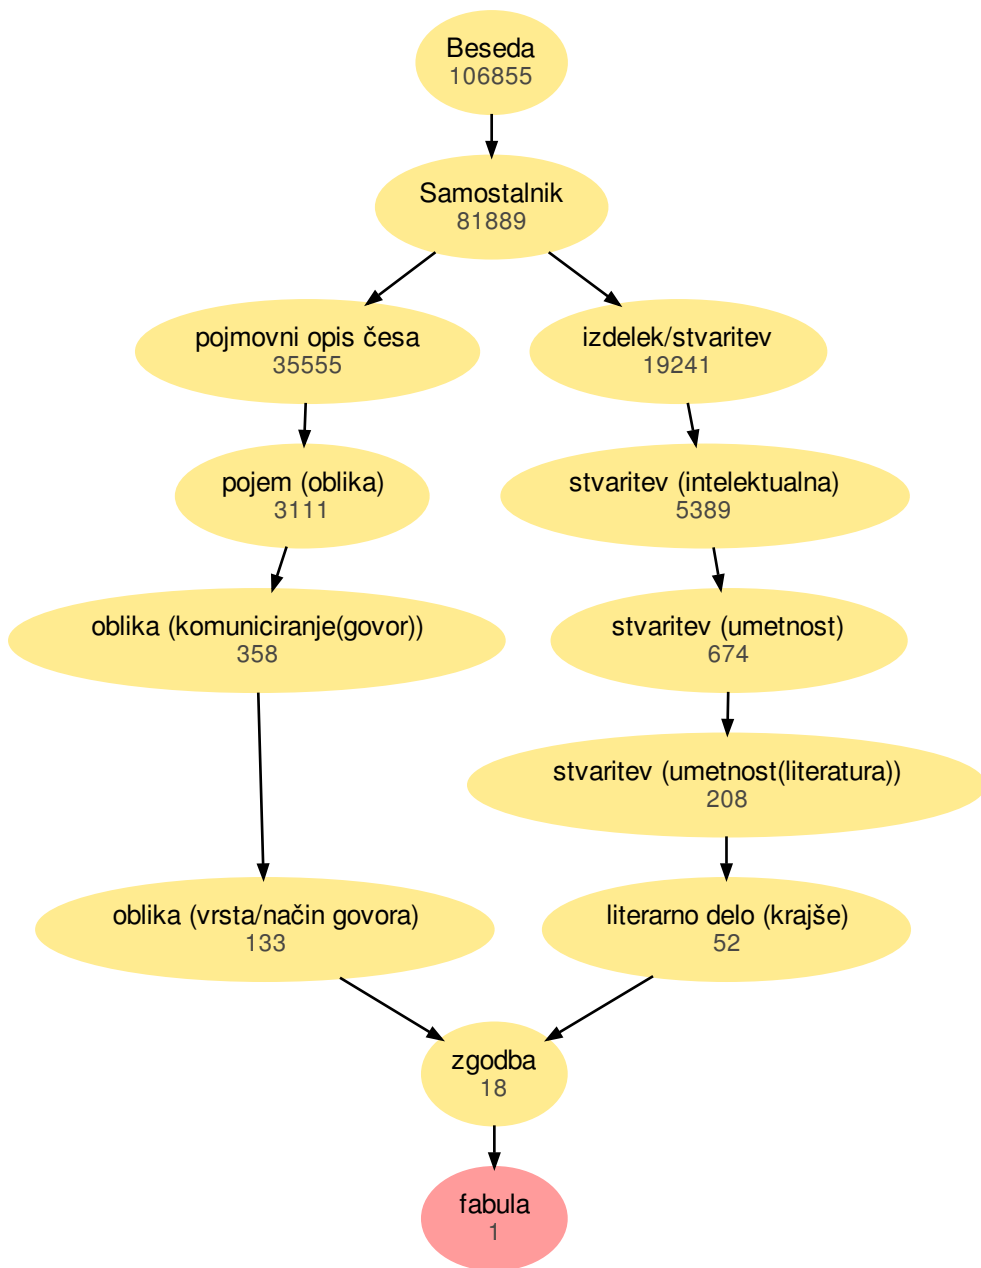 Beseda
106855
Samostalnik
81889
pojmovni opis česa
35555
izdelek/stvaritev
19241
pojem (oblika)
3111
stvaritev (intelektualna)
5389
oblika (komuniciranje(govor))
358
stvaritev (umetnost)
674
stvaritev (umetnost(literatura))
208
oblika (vrsta/način govora)
133
literarno delo (krajše)
52
zgodba
18
fabula
1